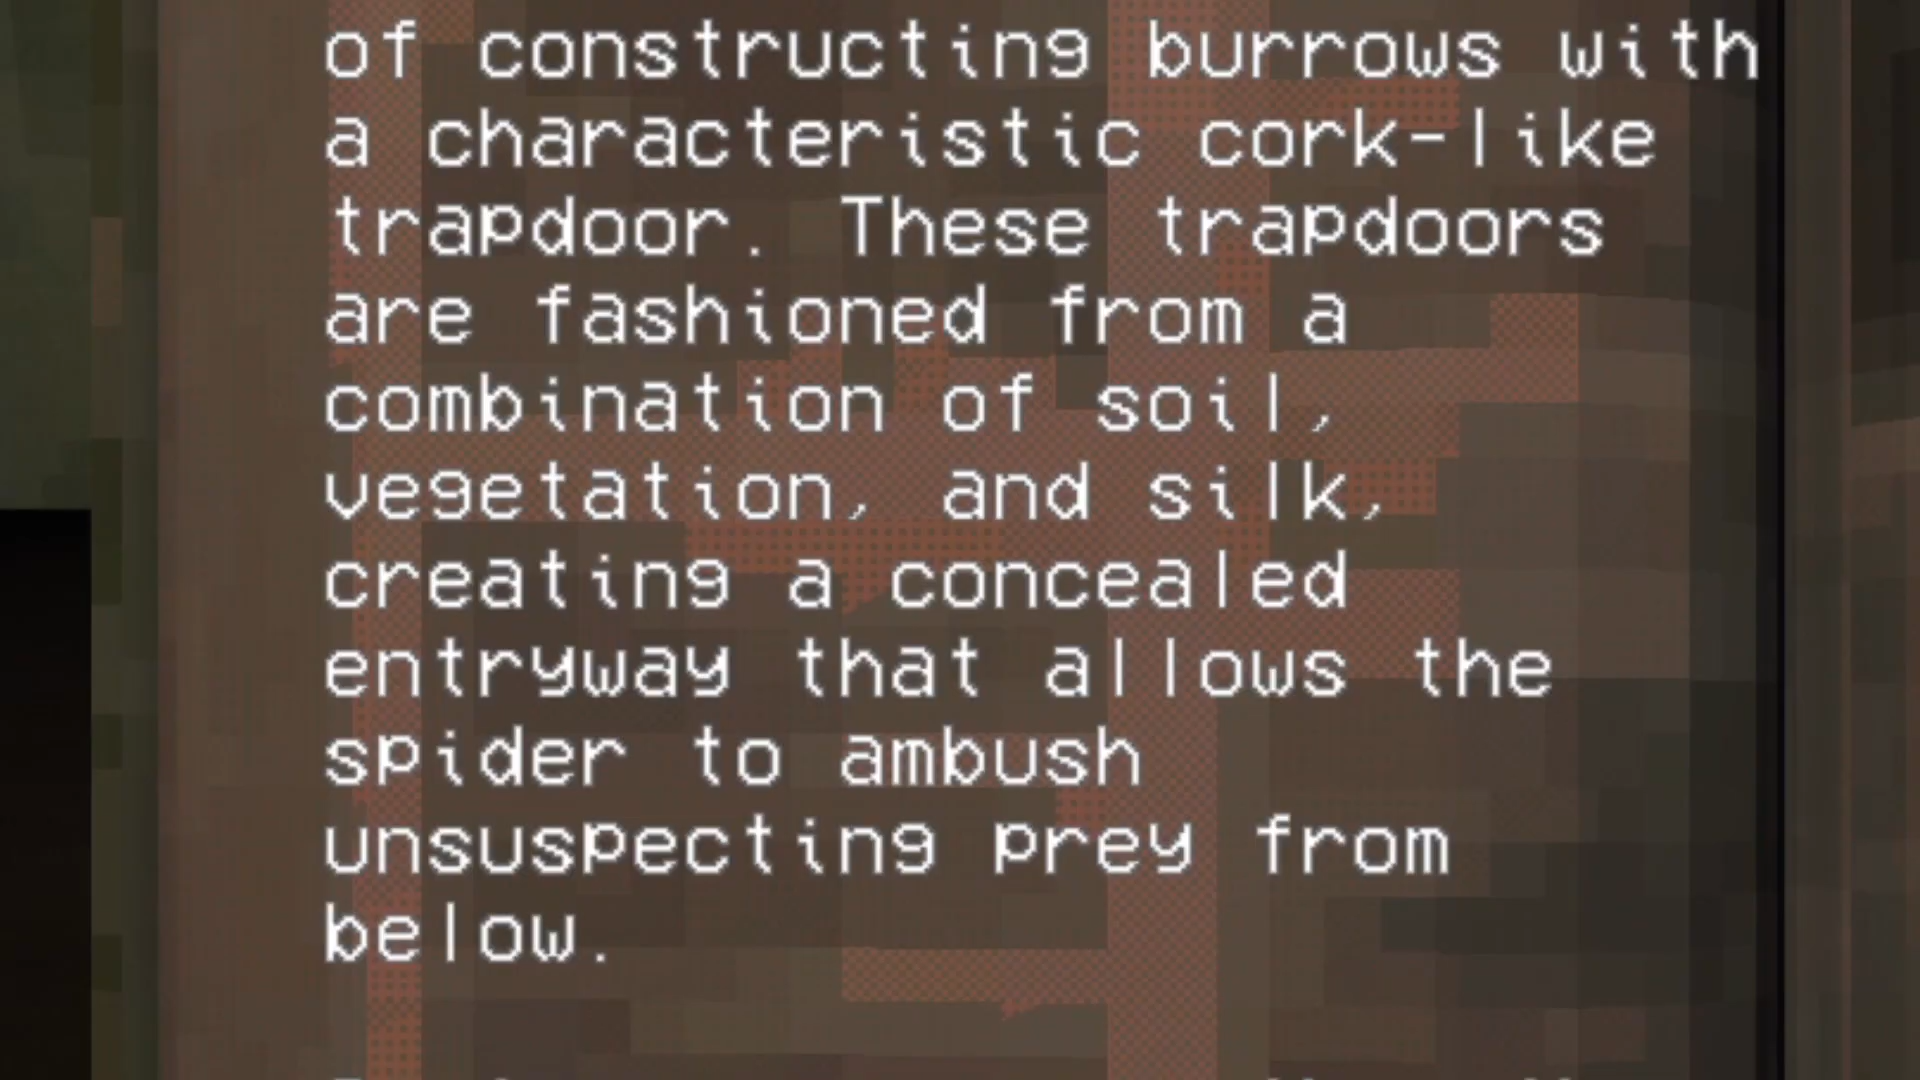 of constructing burrows with
a characteristic cork-like
trapdoor. These trapdoors
are fashioned from a
combination of soil,
vegetation, and silk,
creating a concealed
entryway that allows the
spider to ambush
unsuspecting prey from
below.